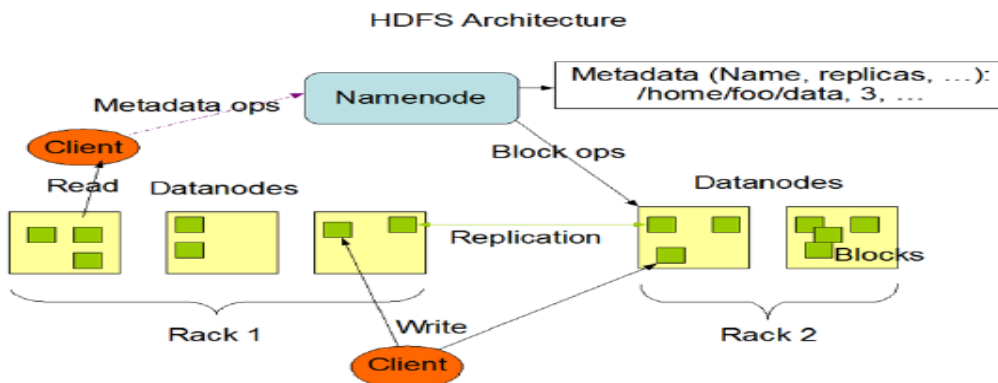 HDFS Architecture
Metadata (Name, replicas, ...):
/home/foo/data, 3, ...
Namenode
Metadata ops
Client
Block ops
Read
Datanodes
Datanodes
Replication
Blocks
Rack 1
Write
Rack 2
Client